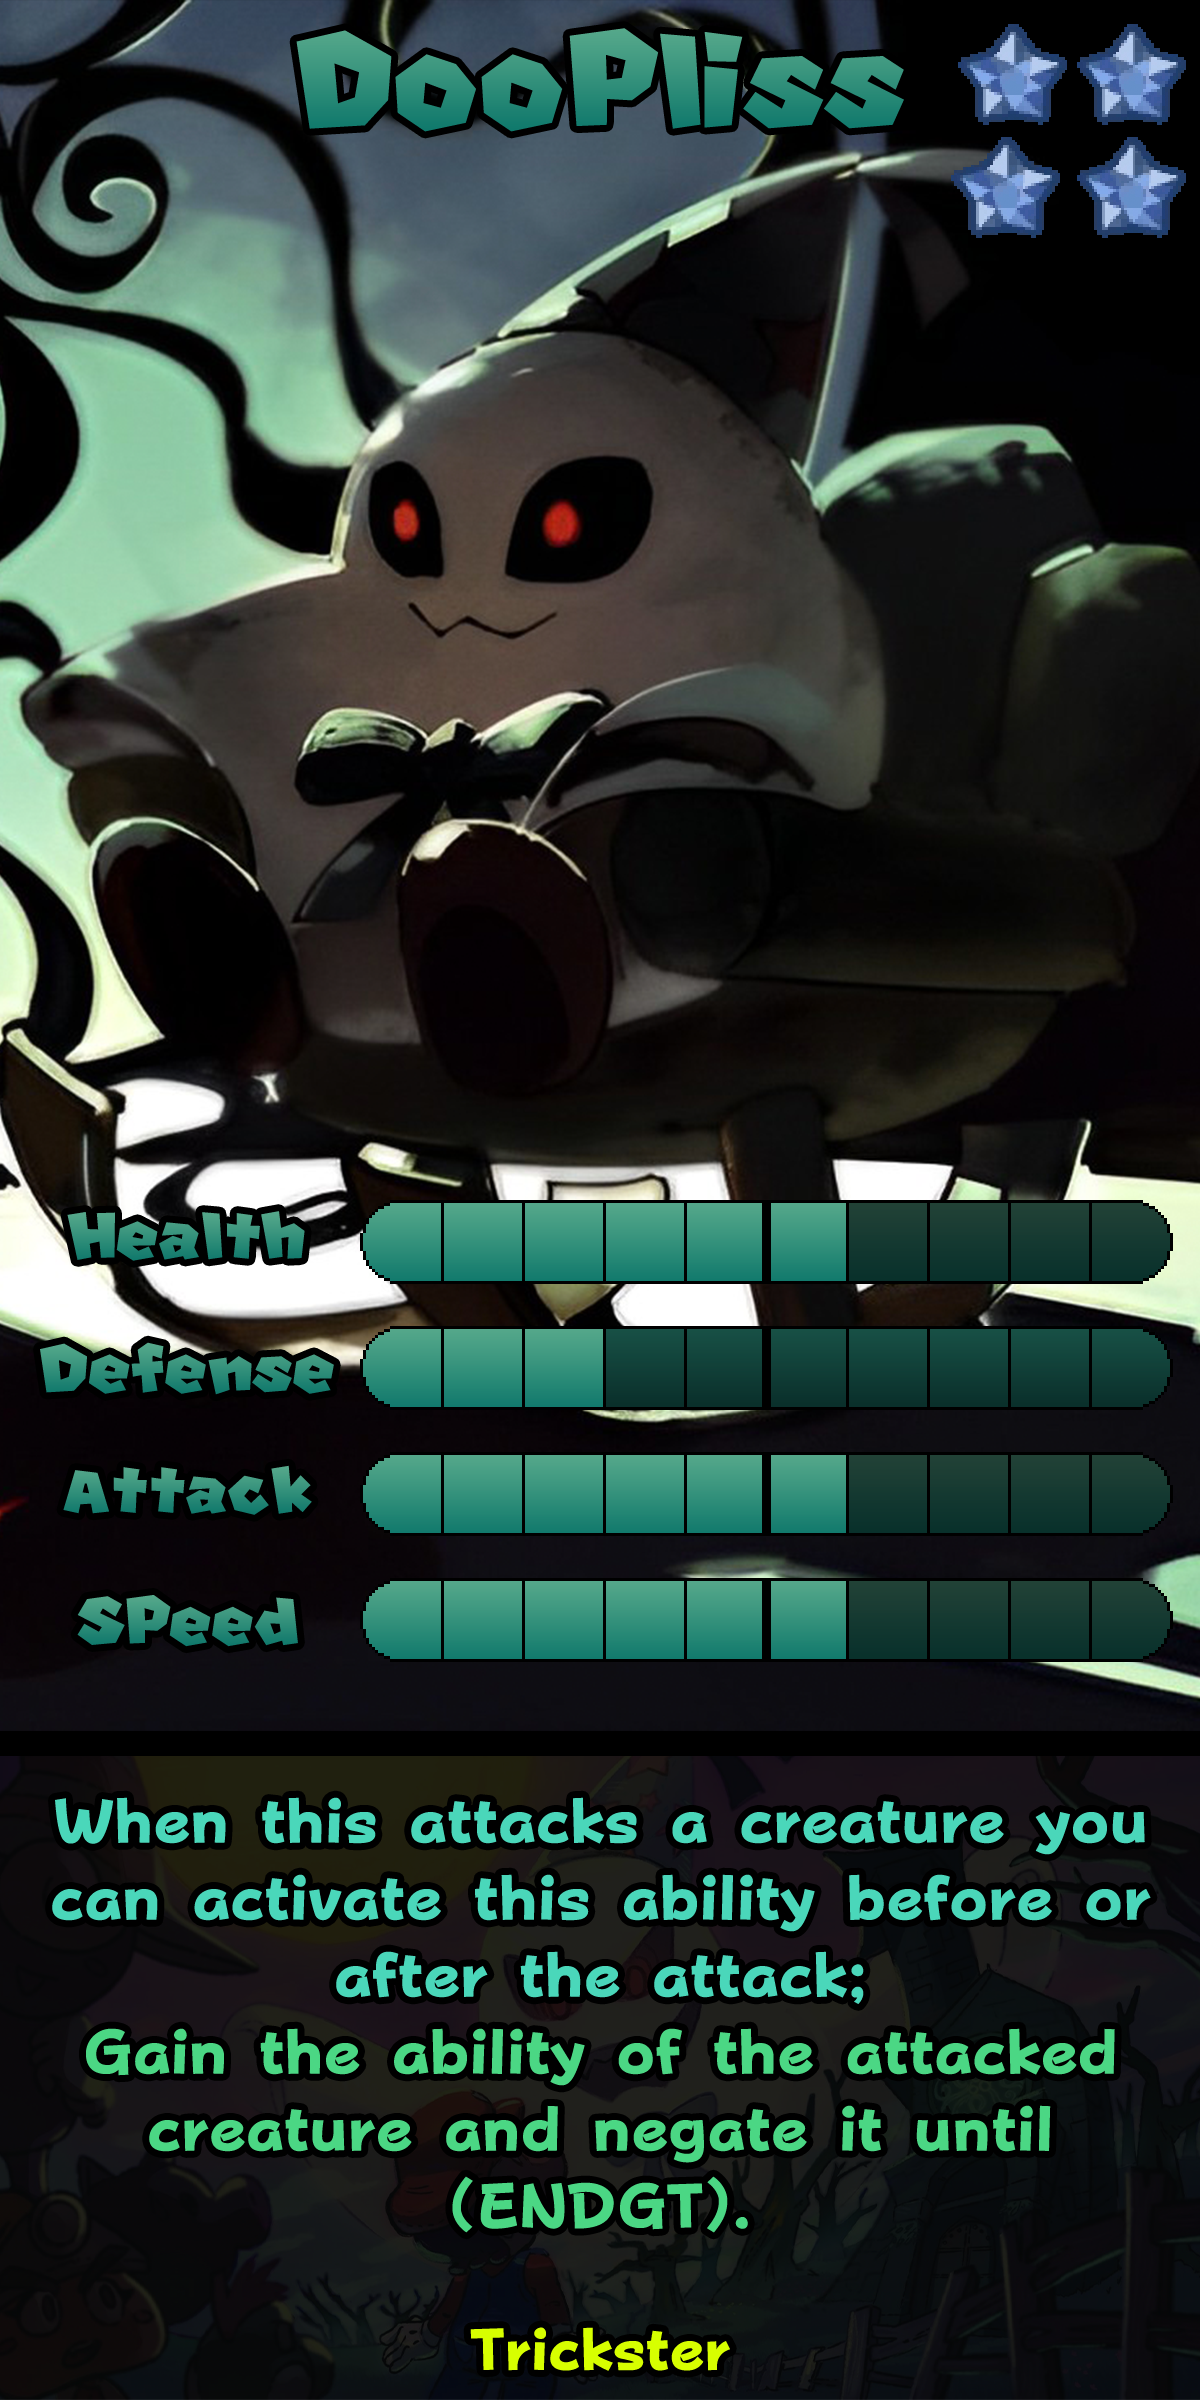 DooPliss
Health
Defense
Attack
SPeed
When this attacks a creature you
can activate this ability before or
after the attack;
Gain the ability of the attacked
creature and negate it until
(ENDGT).
Trickster